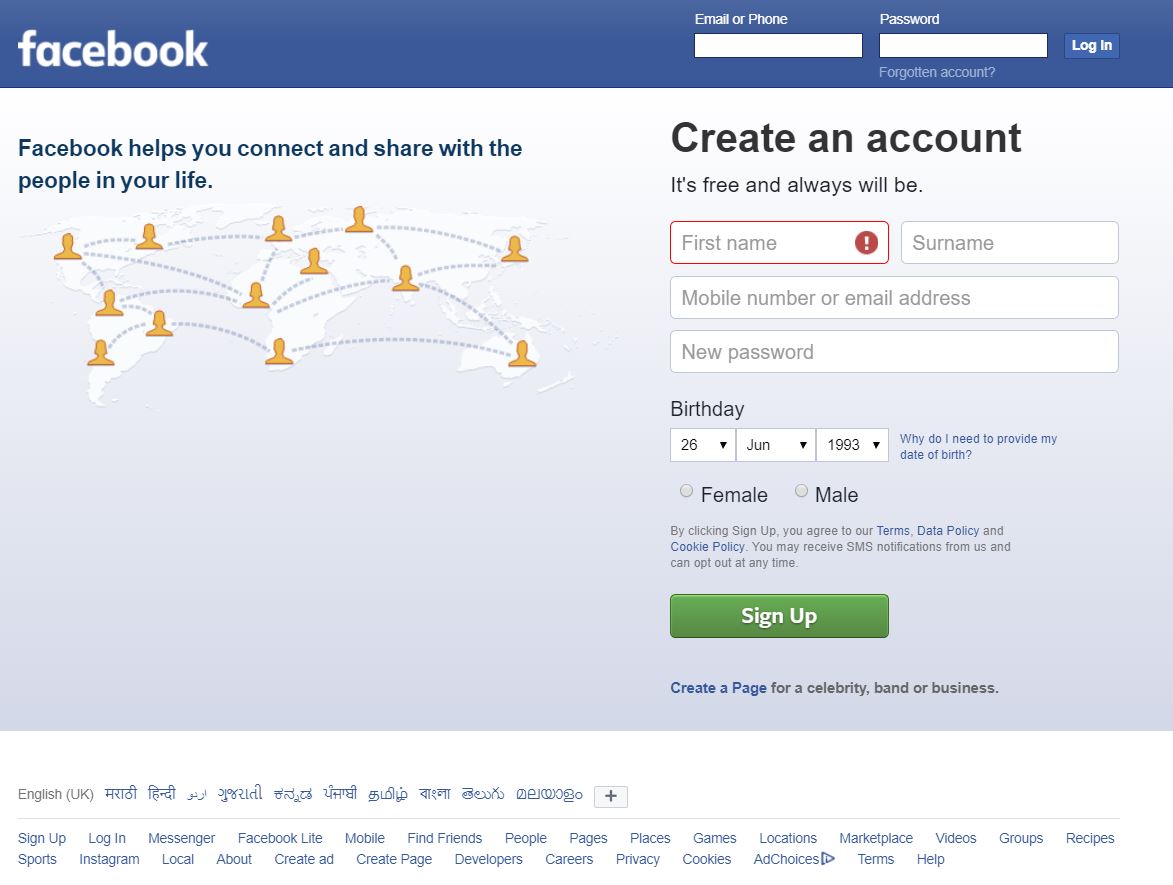 facebook
Email or Phone
Password
Log In
Forgotten account?
Facebook helps you connect and share with the
people in your life.
Create an account
It's free and always will be.
First name
Surname
Mobile number or email address
New password
Birthday
26 Jun 1993
Why do I need to provide my
date of birth?
Female Male
By clicking Sign Up, you agree to our Terms, Data Policy and
Cookie Policy. You may receive SMS notifications from us and
can opt out at any time.
Sign Up
Create a Page for a celebrity, band or business.
English (UK) मराठी हिन्दी اردو ગુજરાતી ಕನ್ನಡ ਪੰਜਾਬੀ தமிழ் বাংলা తెలుగు മലയാളം +
Sign Up Log In Messenger Facebook Lite Mobile Find Friends People Pages Places Games Locations Marketplace Videos Groups Recipes
Sports Instagram Local About Create ad Create Page Developers Careers Privacy Cookies AdChoices Terms Help